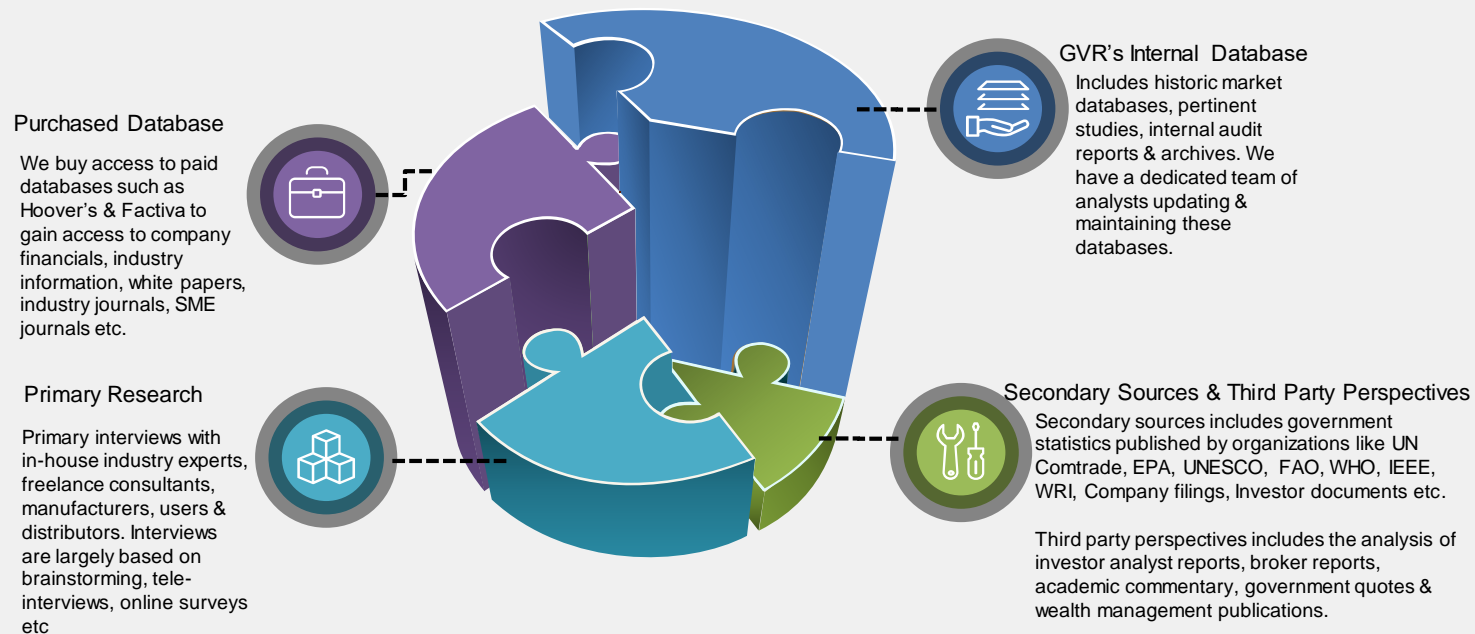 Purchased Database
We buy access to paid
databases such as
Hoover's & Factiva to
gain access to company
financials, industry
information, white papers,
industry journals, SME
journals etc.
GVR's Internal Database
Includes historic market
databases, pertinent
studies, internal audit
reports & archives. We
have a dedicated team of
analysts updating &
maintaining these
databases.
Primary Research
Primary interviews with
in-house industry experts,
freelance consultants,
manufacturers, users &
distributors. Interviews
are largely based on
brainstorming, tele-
interviews, online surveys
etc
Secondary Sources & Third Party Perspectives
Secondary sources includes government
statistics published by organizations like UN
Comtrade, EPA, UNESCO, FAO, WHO, IEEE,
WRI, Company filings, Investor documents etc.
Third party perspectives includes the analysis of
investor analyst reports, broker reports,
academic commentary, government quotes &
wealth management publications.